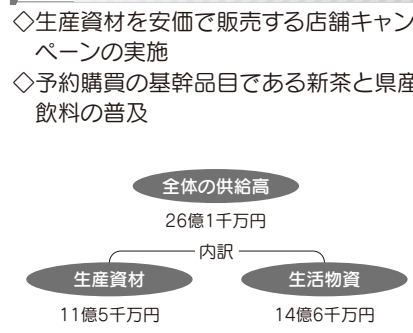 ◇生産資材を安価で販売する店舗キャン
ペーンの実施
◇予約購買の基幹品目である新茶と県産
飲料の普及
全体の供給高
26億1千万円
内訳
生産資材
生活物資
11億5千万円
14億6千万円